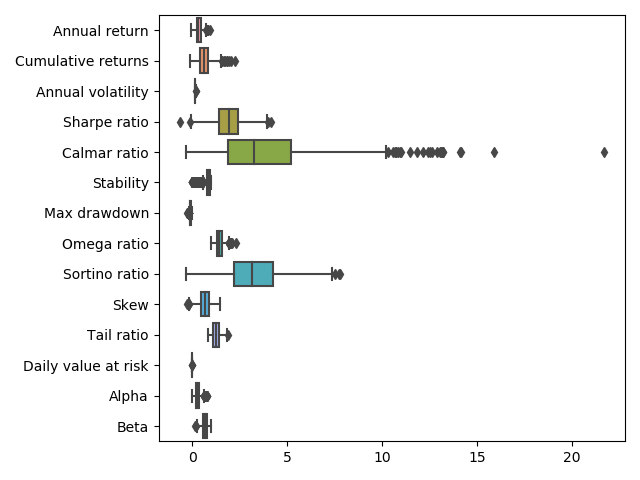 Annual return
Cumulative returns
Annual volatility
Sharpe ratio
Calmar ratio
Stability
Max drawdown
Omega ratio
Sortino ratio
Skew
Tail ratio
Daily value at risk
Alpha
Beta
0 5 10 15 20